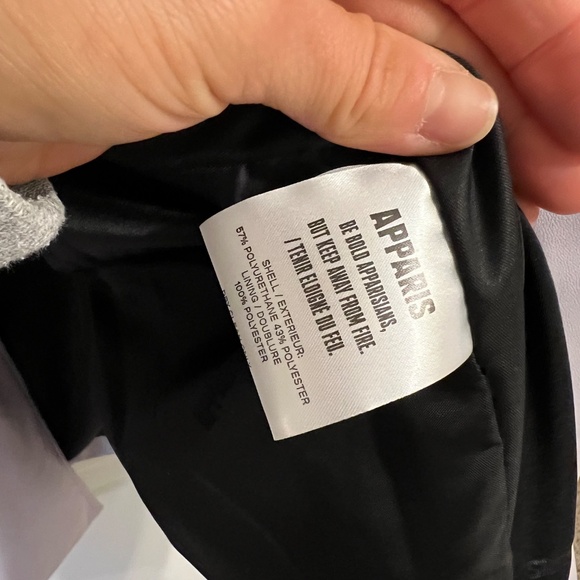 APPARIS
BE BOLD APPARISIANS,
BUT KEEP AWAY FROM FIRE.
/ TENIR ELOIGNE DU FEU.
SHELL / EXTERIEUR:
57% POLYURETHANE 43% POLYESTER
LINING / DOUBLURE
100% POLYESTER